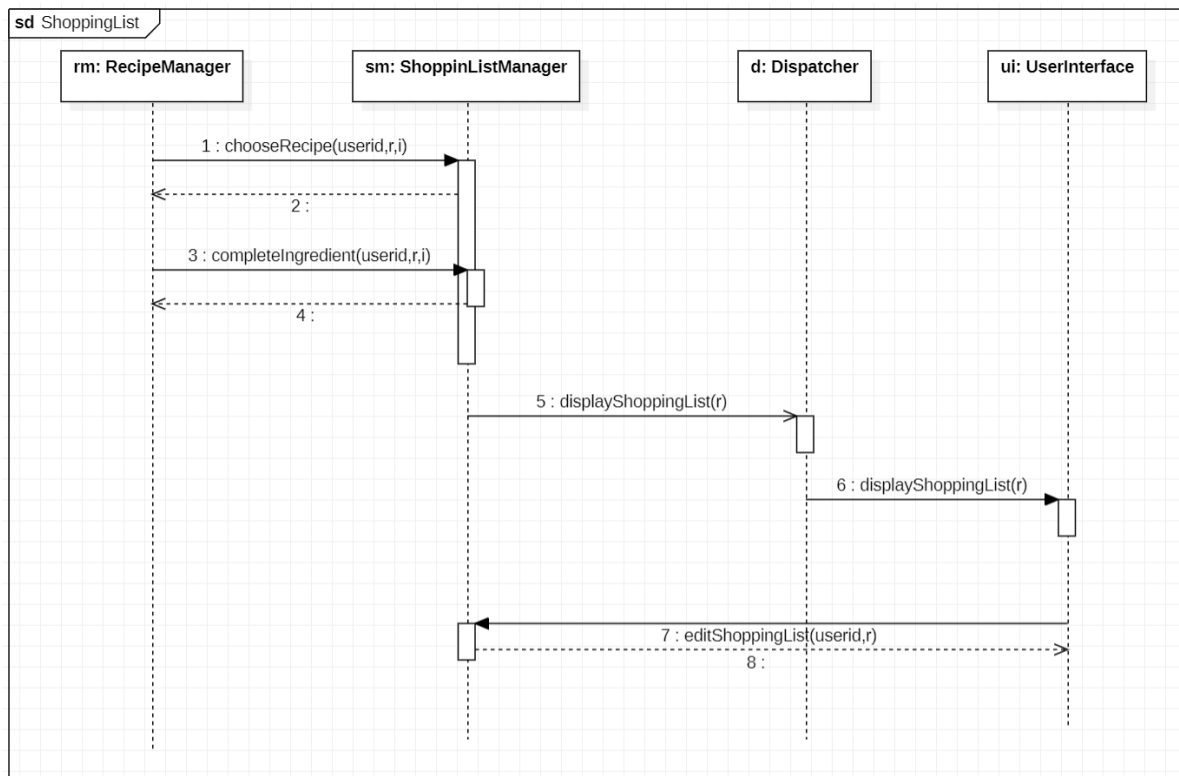 sd ShoppingList
rm: RecipeManager
sm: ShoppinListManager
d: Dispatcher
ui: UserInterface
1 : chooseRecipe(userid,r,i)
2 :
3 : completeIngredient(userid,r,i)
4 :
5 : displayShoppingList(r)
6 : displayShoppingList(r)
7 : editShoppingList(userid,r)
8 :